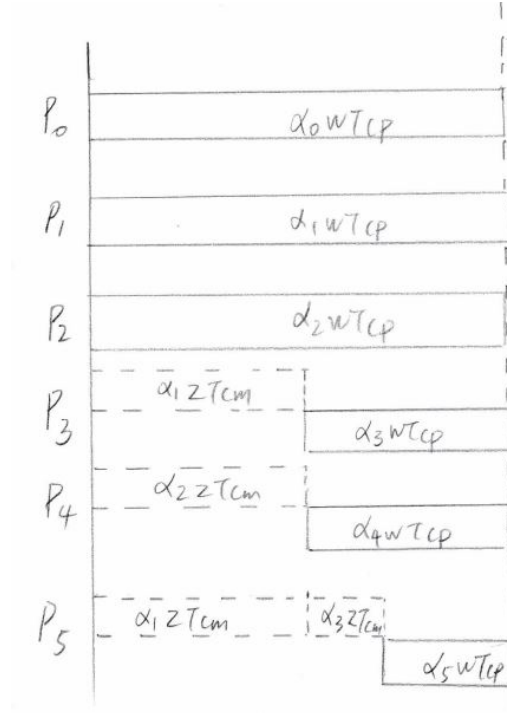 P₀ α₀wTcp
P₁ α₁wTcp
P₂ α₂wTcp
α₁zTcm
P₃ α₃wTcp
α₂zTcm
P₄ α₄wTcp
P₅ α₁zTcm α₃zTcm
α₅wTcp